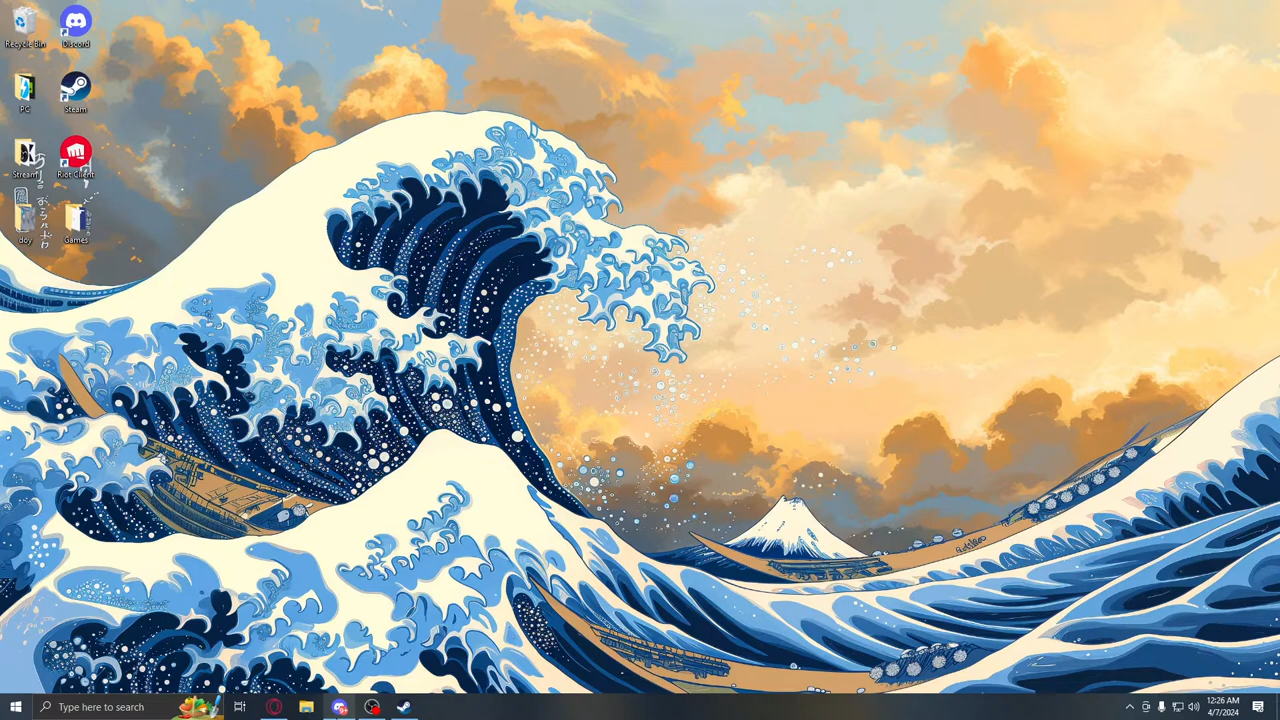 Recycle Bin
Discord
PC
Steam
Stream
Riot Client
doy
Games
Type here to search
12:26 AM
4/7/2024